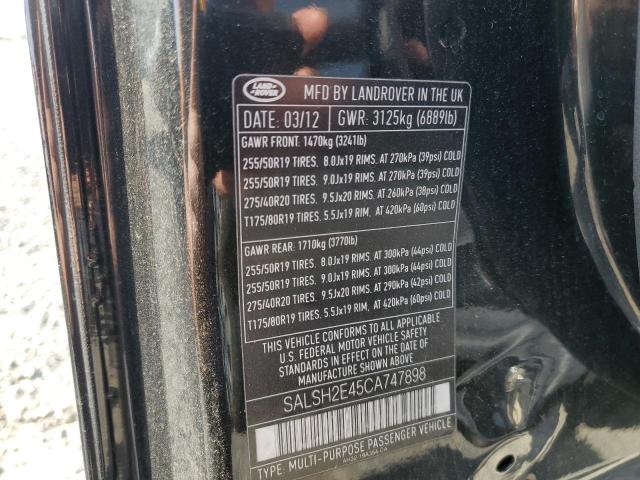 LAND-
ROVER
MFD BY LANDROVER IN THE UK
DATE: 03/12 GWR: 3125kg (6889lb)
GAWR FRONT: 1470kg (3241lb)
255/50R19 TIRES. 8.0Jx19 RIMS. AT 270kPa (39psi) COLD
255/50R19 TIRES. 9.0Jx19 RIMS. AT 270kPa (39psi) COLD
275/40R20 TIRES. 9.5Jx20 RIMS. AT 260kPa (38psi) COLD
T175/80R19 TIRES. 5.5Jx19 RIM, AT 420kPa (60psi) COLD
GAWR REAR: 1710kg (3770lb)
255/50R19 TIRES. 8.0Jx19 RIMS. AT 300kPa (44psi) COLD
255/50R19 TIRES. 9.0Jx19 RIMS. AT 300kPa (44psi) COLD
275/40R20 TIRES. 9.5Jx20 RIMS. AT 290kPa (42psi) COLD
T175/80R19 TIRES. 5.5Jx19 RIM, AT 420kPa (60psi) COLD
THIS VEHICLE CONFORMS TO ALL APPLICABLE
U.S. FEDERAL MOTOR VEHICLE SAFETY
STANDARDS IN EFFECT ON THE DATE OF
MANUFACTURE SHOWN ABOVE.
SALSH2E45CA747898
TYPE: MULTI-PURPOSE PASSENGER VEHICLE
AH32 19A364 CA